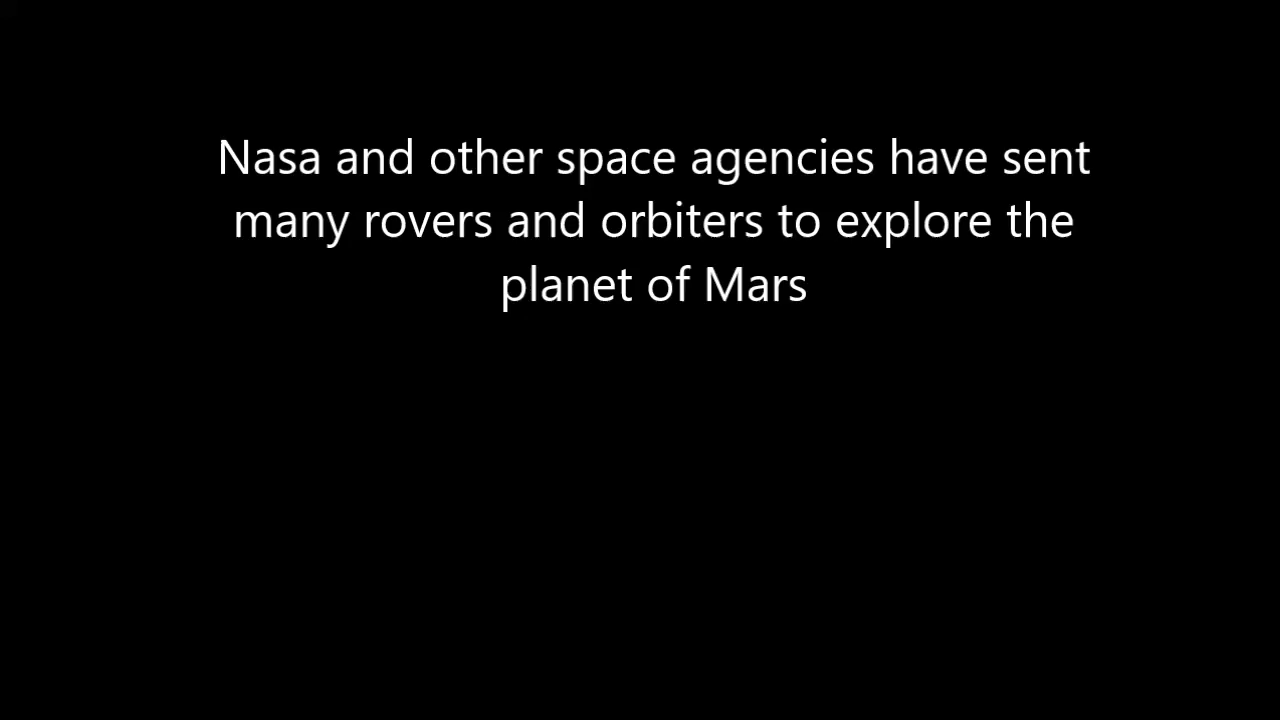 Nasa and other space agencies have sent
many rovers and orbiters to explore the
planet of Mars